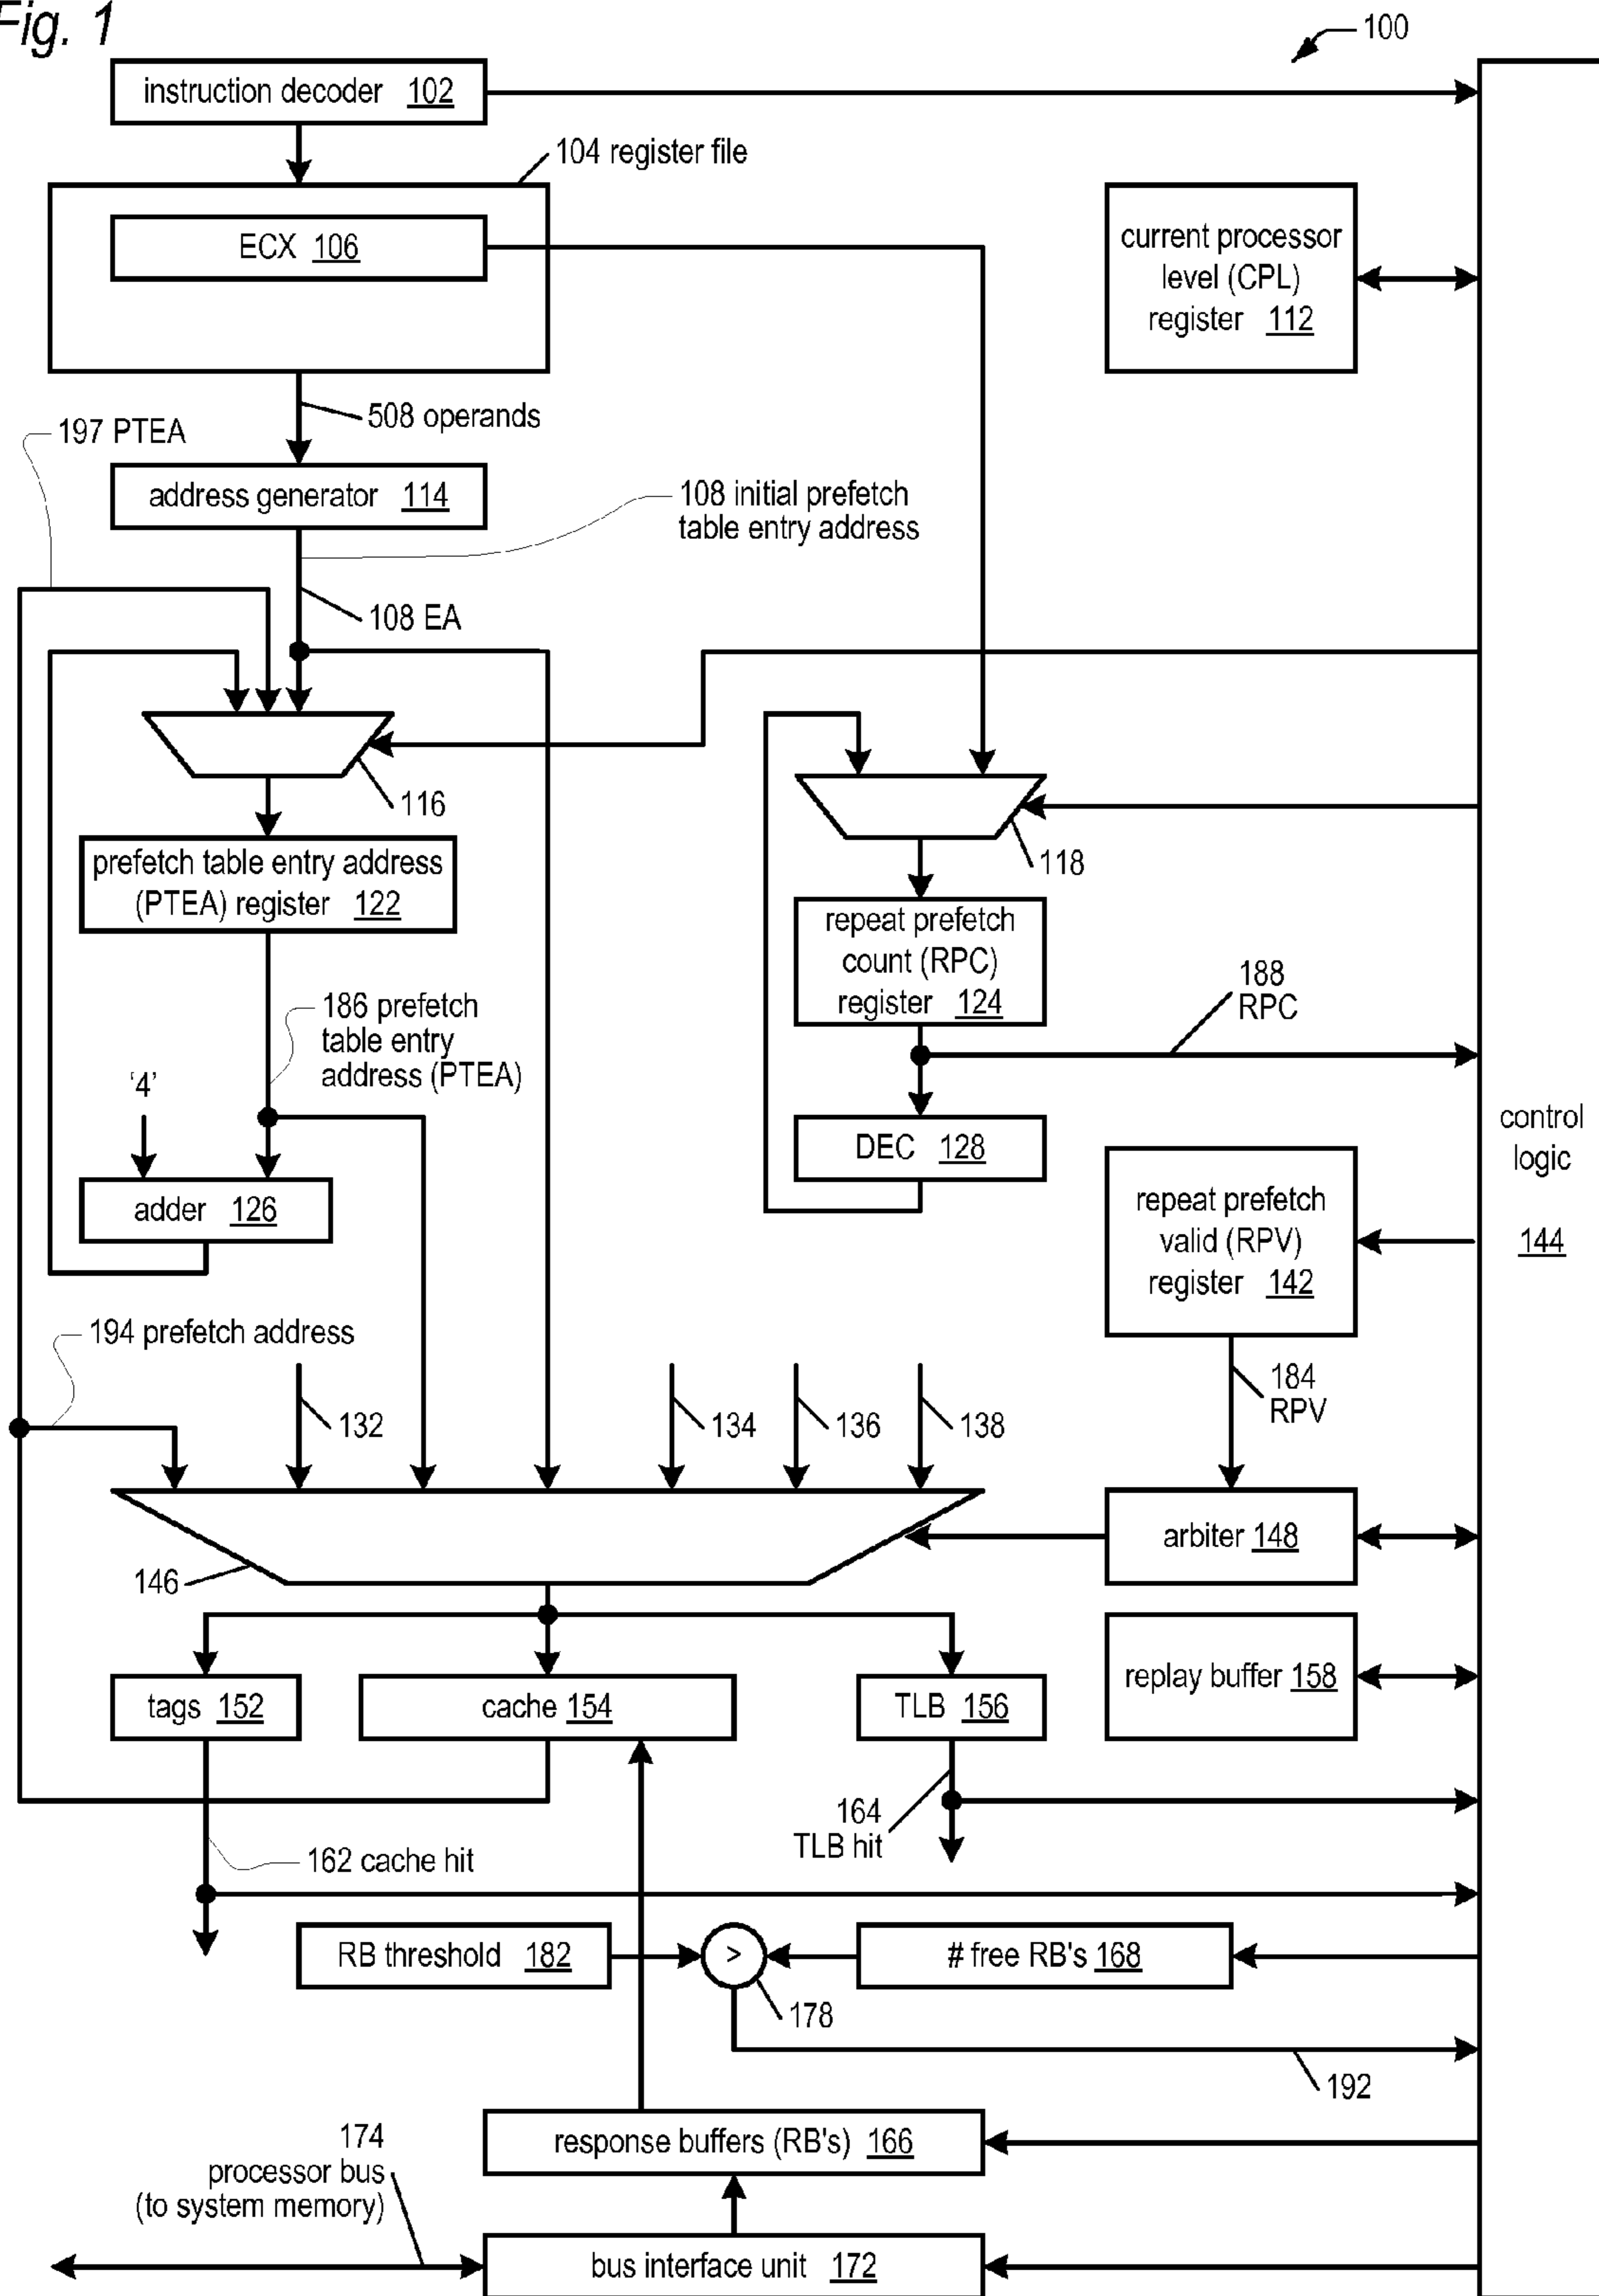 Fig. 1
100
instruction decoder 102
104 register file
ECX 106
current processor
level (CPL)
register 112
508 operands
197 PTEA
address generator 114
108 initial prefetch
table entry address
108 EA
116
118
prefetch table entry address
(PTEA) register 122
repeat prefetch
count (RPC)
register 124
188
RPC
186 prefetch
table entry
address (PTEA)
'4'
DEC 128
control
logic
144
adder 126
repeat prefetch
valid (RPV)
register 142
194 prefetch address
184
RPV
132
134
136
138
arbiter 148
146
replay buffer 158
tags 152
cache 154
TLB 156
164
TLB hit
162 cache hit
RB threshold 182
>
# free RB's 168
178
192
response buffers (RB's) 166
174
processor bus
(to system memory)
bus interface unit 172